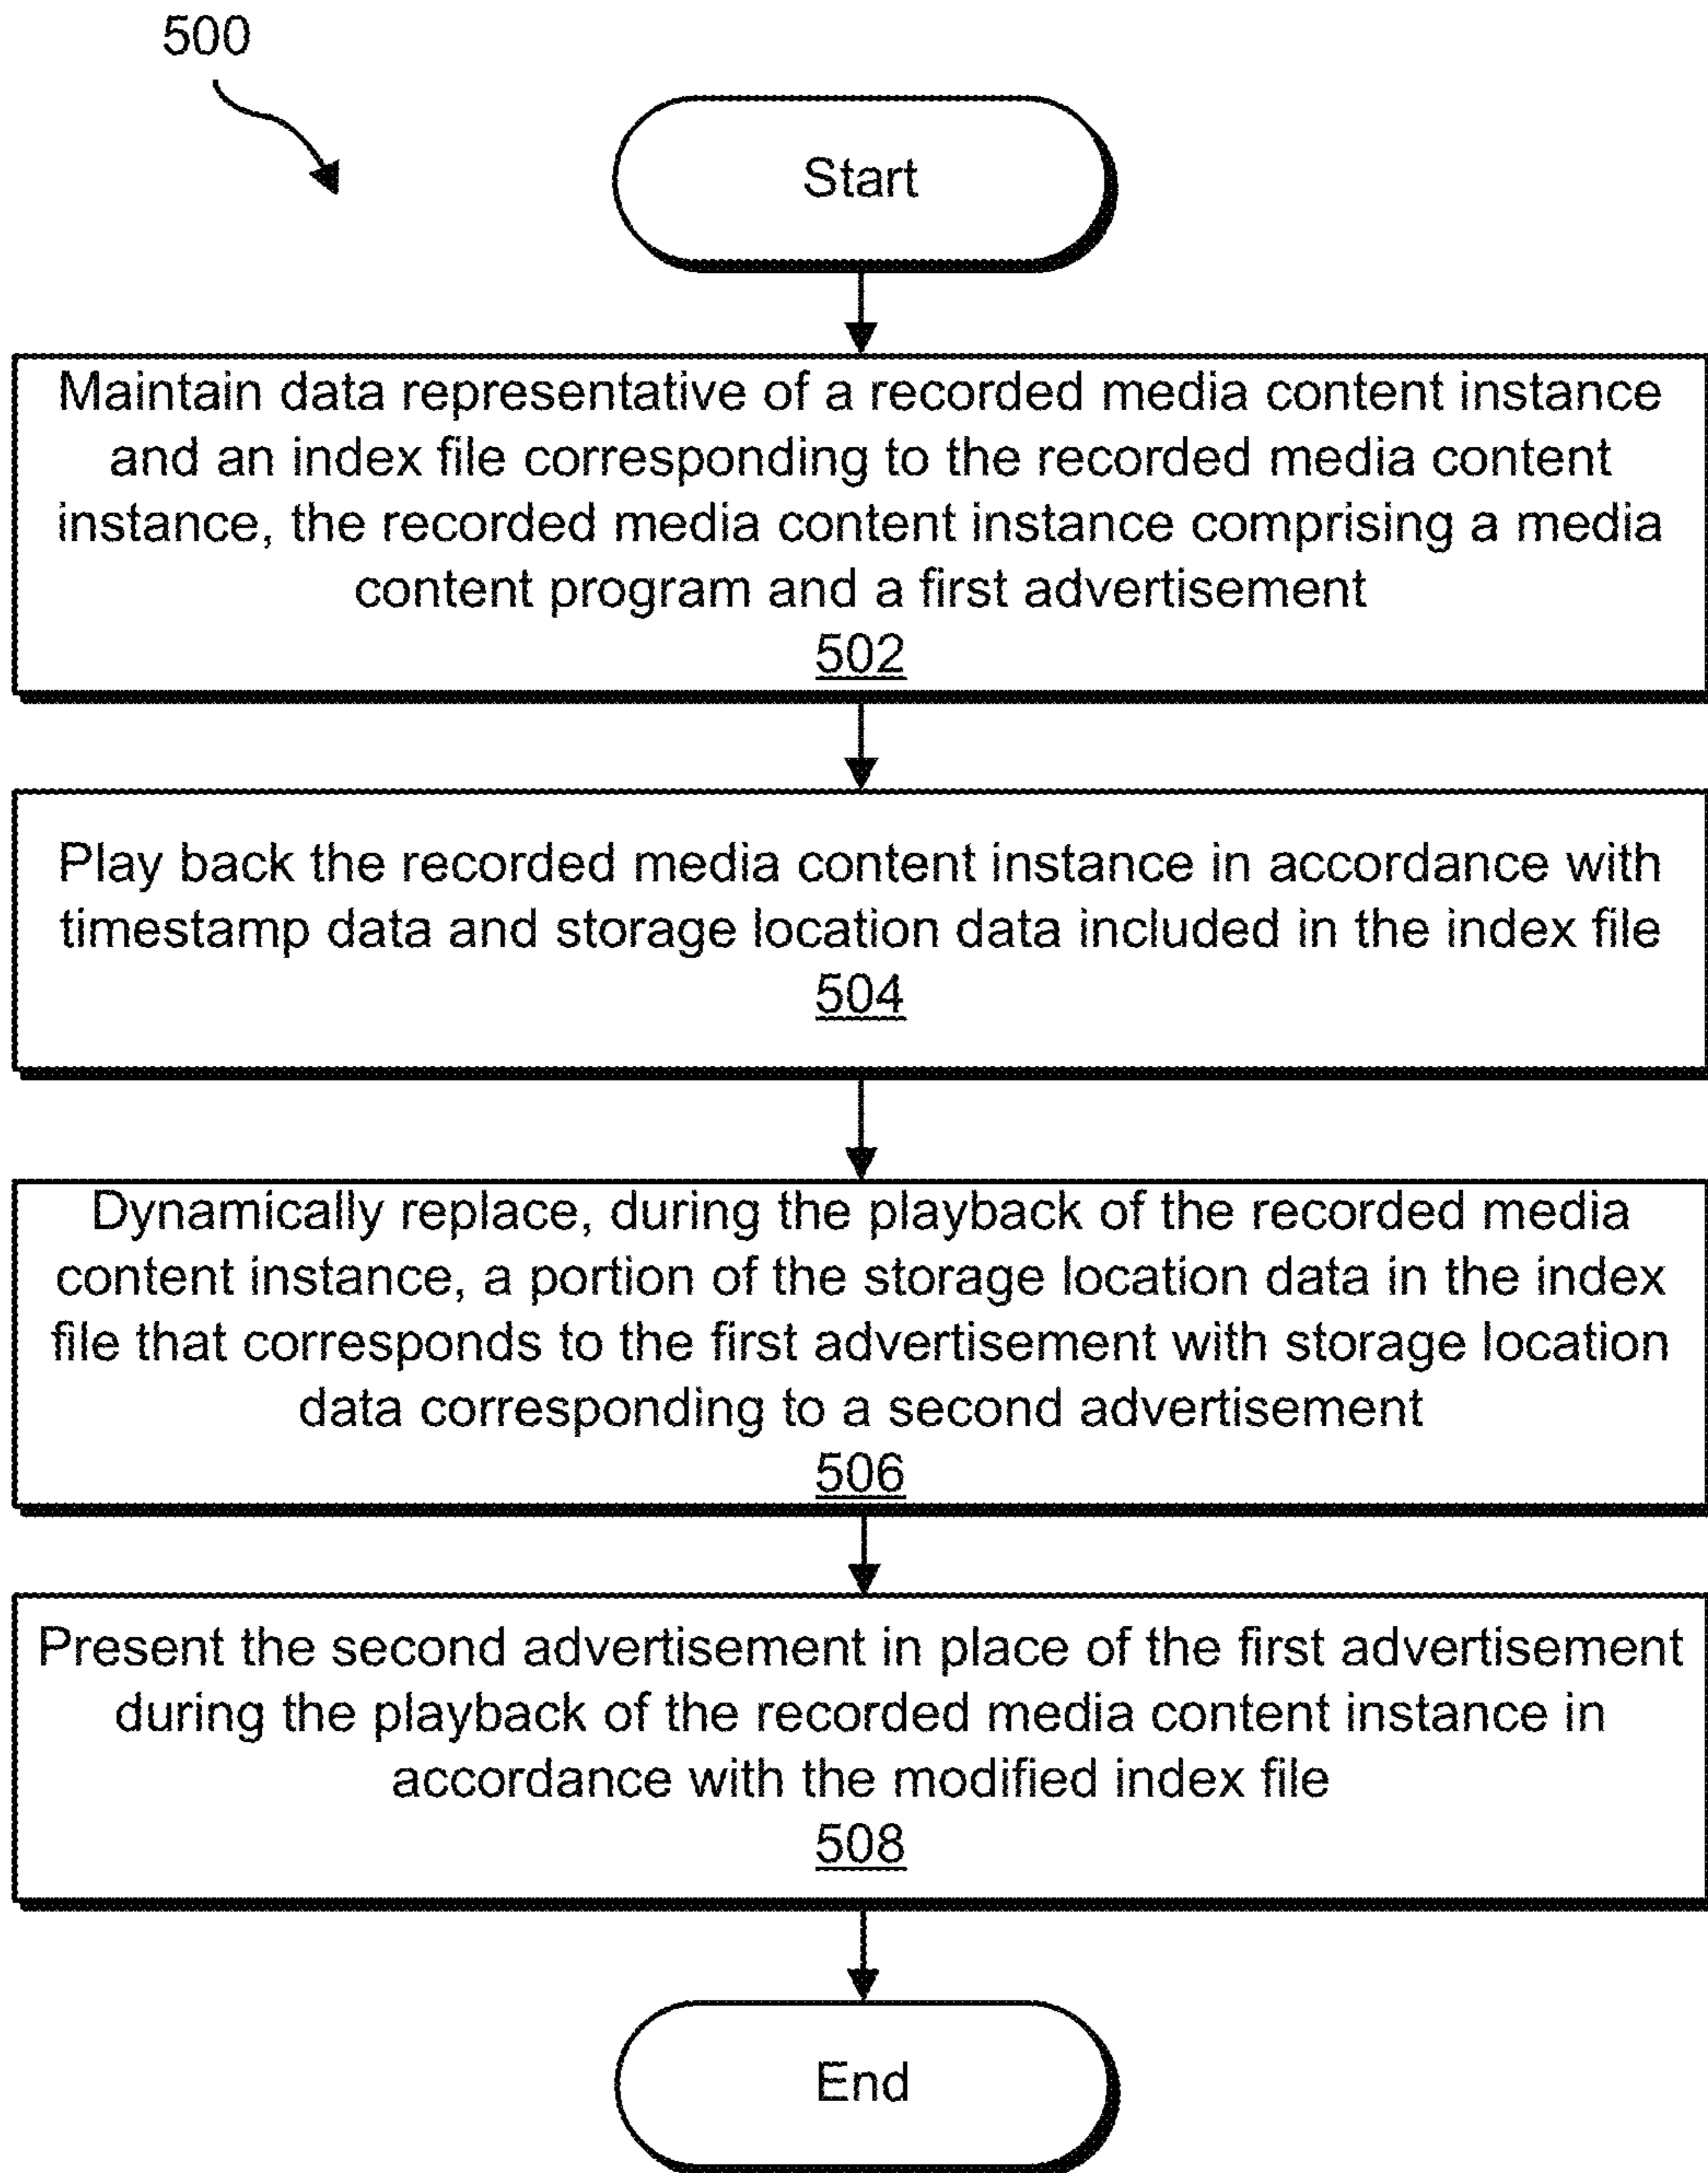 500
Start
Maintain data representative of a recorded media content instance
and an index file corresponding to the recorded media content
instance, the recorded media content instance comprising a media
content program and a first advertisement
502
Play back the recorded media content instance in accordance with
timestamp data and storage location data included in the index file
504
Dynamically replace, during the playback of the recorded media
content instance, a portion of the storage location data in the index
file that corresponds to the first advertisement with storage location
data corresponding to a second advertisement
506
Present the second advertisement in place of the first advertisement
during the playback of the recorded media content instance in
accordance with the modified index file
508
End